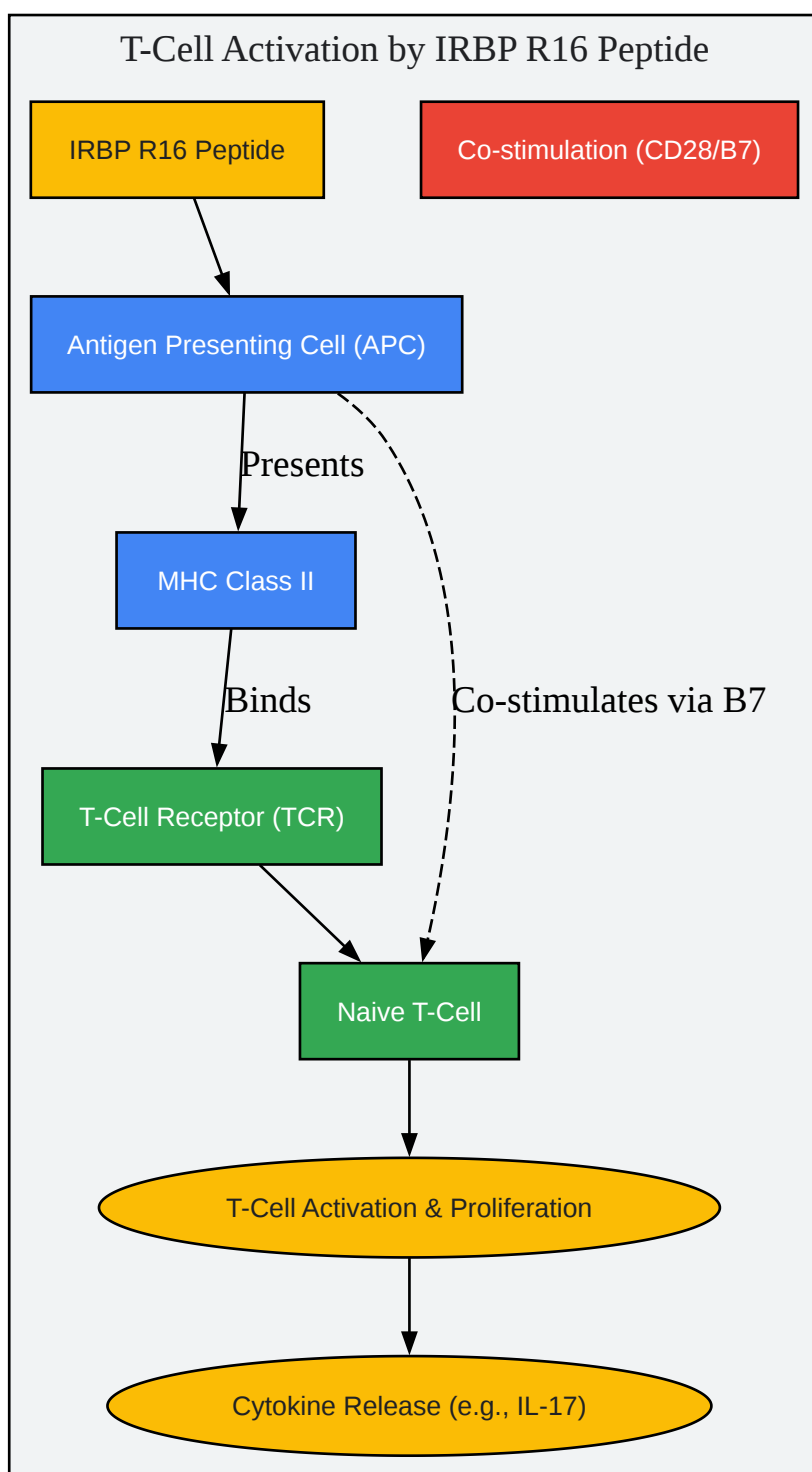 T-Cell Activation by IRBP R16 Peptide
IRBP R16 Peptide
Co-stimulation (CD28/B7)
Antigen Presenting Cell (APC)
Presents
MHC Class II
Binds
Co-stimulates via B7
T-Cell Receptor (TCR)
Naive T-Cell
T-Cell Activation & Proliferation
Cytokine Release (e.g., IL-17)